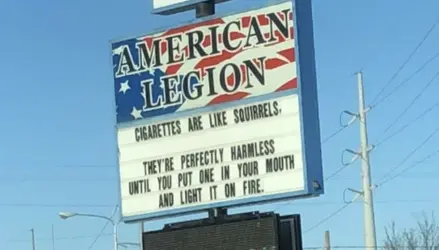 AMERICAN
LEGION
CIGARETTES ARE LIKE SQUIRRELS.
THEY'RE PERFECTLY HARMLESS
UNTIL YOU PUT ONE IN YOUR MOUTH
AND LIGHT IT ON FIRE.